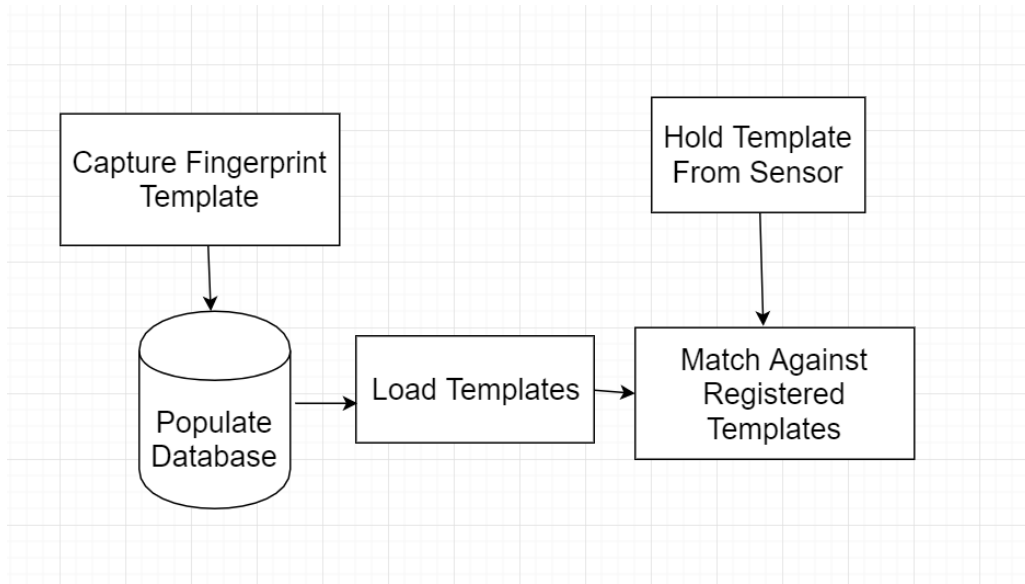 Capture Fingerprint
Template
Hold Template
From Sensor
Populate
Database
Load Templates
Match Against
Registered
Templates